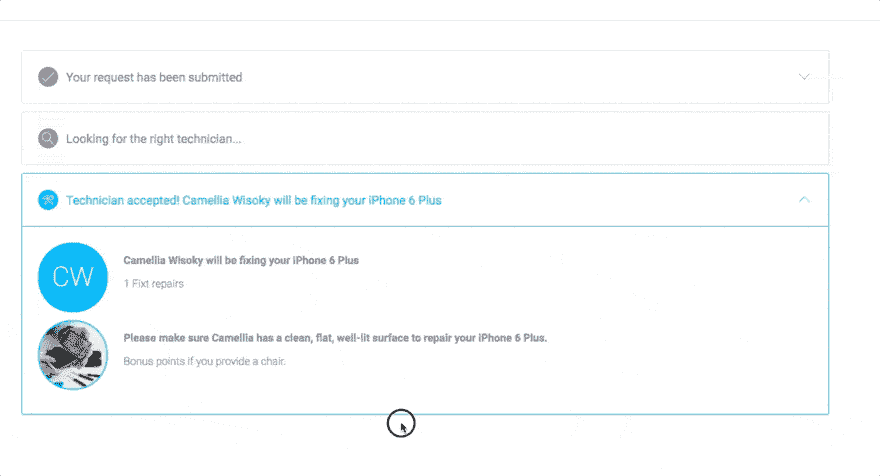 Your request has been submitted
Looking for the right technician...
Technician accepted! Camellia Wisoky will be fixing your iPhone 6 Plus
CW
Camellia Wisoky will be fixing your iPhone 6 Plus
1 Fixt repairs
Please make sure Camellia has a clean, flat, well-lit surface to repair your iPhone 6 Plus.
Bonus points if you provide a chair.